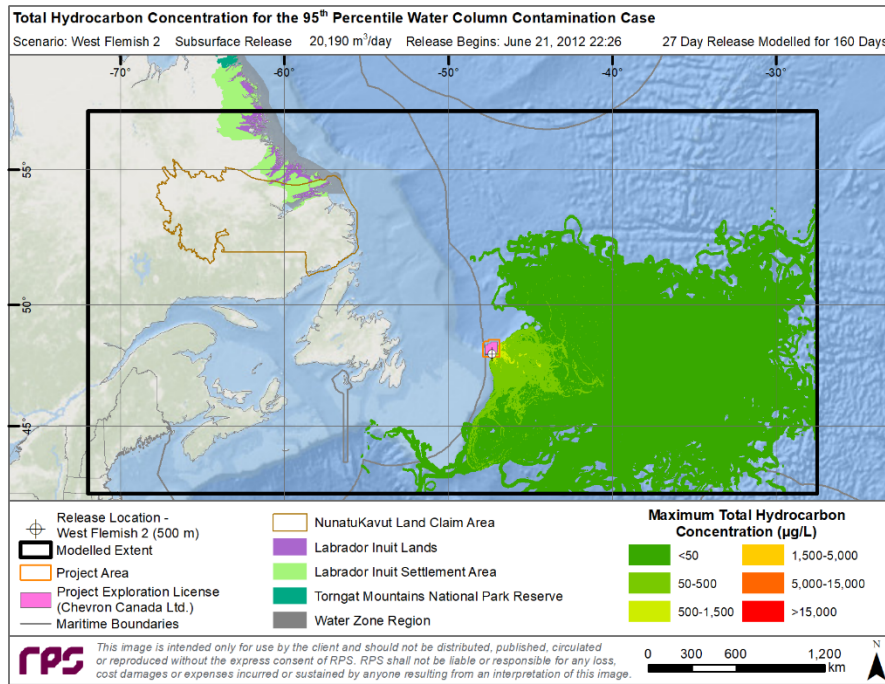 Total Hydrocarbon Concentration for the 95th Percentile Water Column Contamination Case
Scenario: West Flemish 2 Subsurface Release 20,190 m³/day Release Begins: June 21, 2012 22:26 27 Day Release Modelled for 160 Days
-70° -60° -50° -40° -30°
55°
50°
45°
Release Location -
West Flemish 2 (500 m)
Modelled Extent
Project Area
Project Exploration License
(Chevron Canada Ltd.)
Maritime Boundaries
NunatuKavut Land Claim Area
Labrador Inuit Lands
Labrador Inuit Settlement Area
Torngat Mountains National Park Reserve
Water Zone Region
Maximum Total Hydrocarbon
Concentration (µg/L)
<50
50-500
500-1,500
1,500-5,000
5,000-15,000
>15,000
rps
This image is intended only for use by the client and should not be distributed, published, circulated
or reproduced without the express consent of RPS. RPS shall not be liable or responsible for any loss,
cost damages or expenses incurred or sustained by anyone resulting from an interpretation of this image.
0 300 600 1,200
km
N